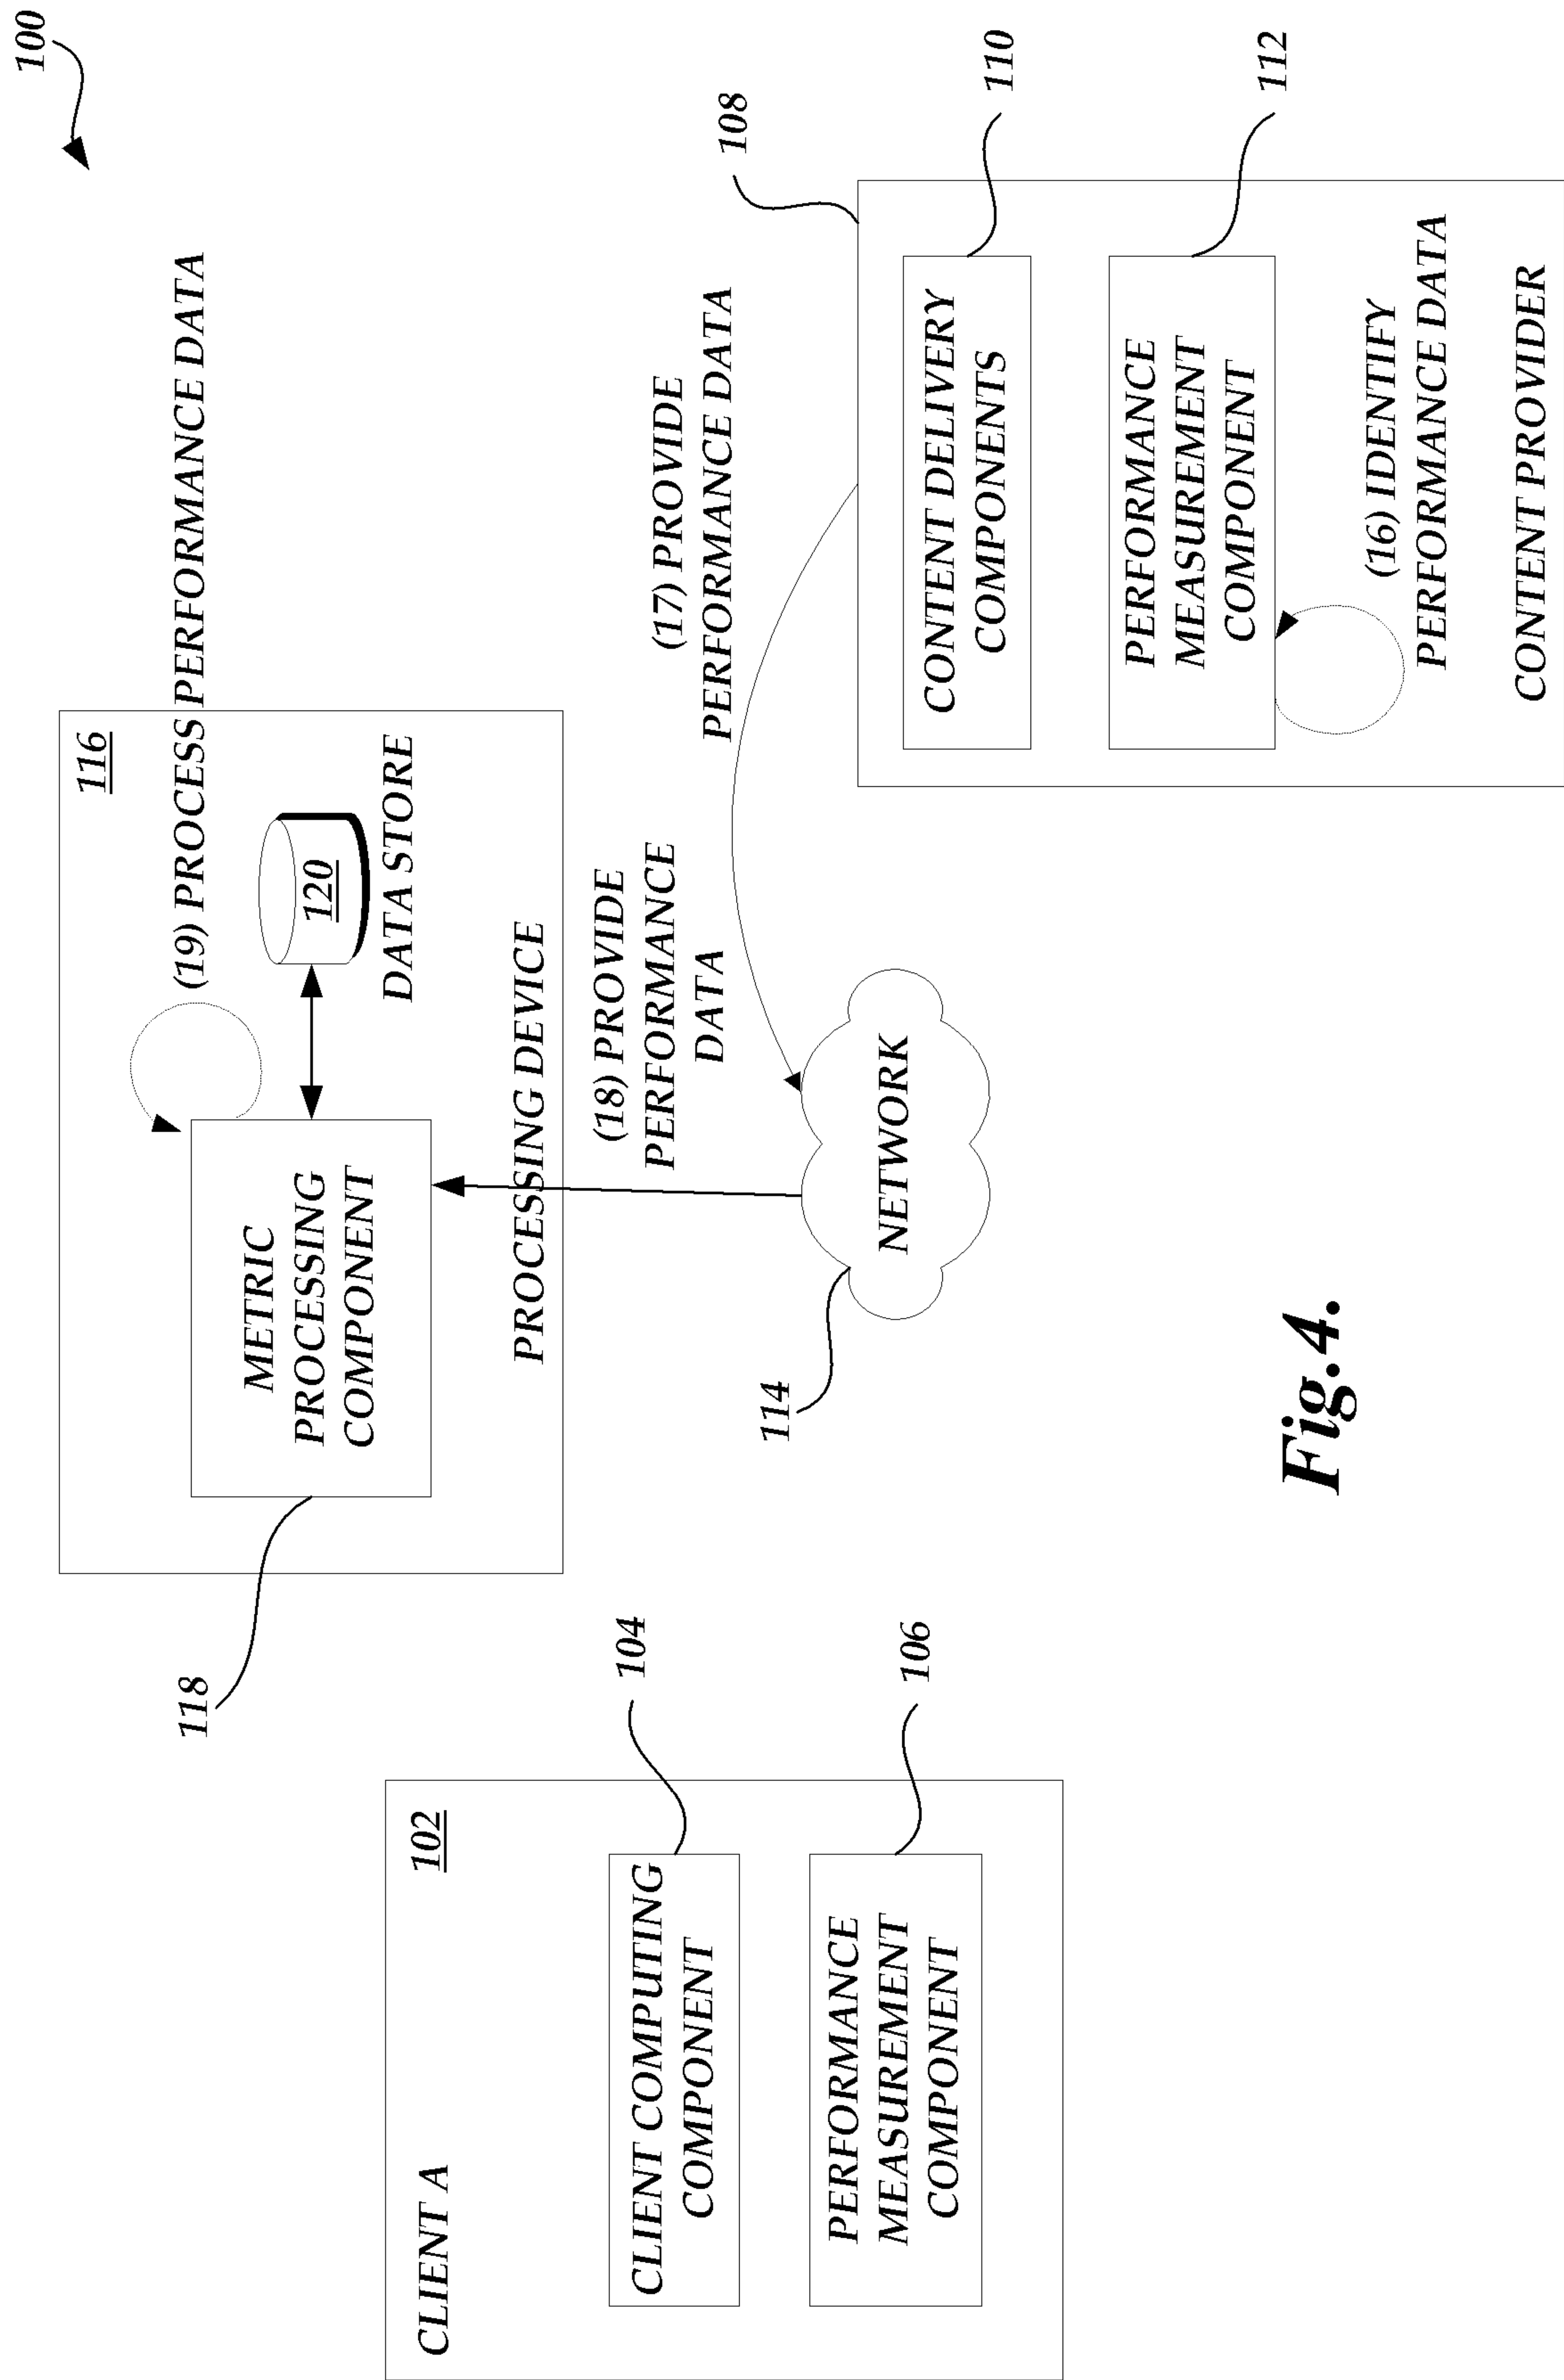 100
116
(19) PROCESS PERFORMANCE DATA
118
METRIC
PROCESSING
COMPONENT
120
DATA STORE
PROCESSING DEVICE
CLIENT A
102
104
CLIENT COMPUTING
COMPONENT
106
PERFORMANCE
MEASUREMENT
COMPONENT
(18) PROVIDE
PERFORMANCE
DATA
(17) PROVIDE
PERFORMANCE DATA
114
NETWORK
108
110
CONTENT DELIVERY
COMPONENTS
112
PERFORMANCE
MEASUREMENT
COMPONENT
(16) IDENTIFY
PERFORMANCE DATA
CONTENT PROVIDER
Fig.4.